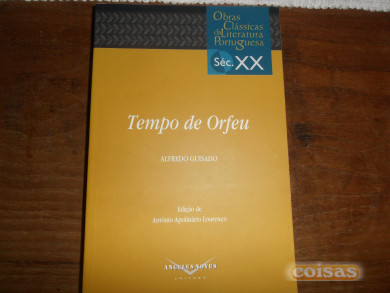 Obras
Clássicas
da Literatura
Portuguesa
Séc. XX
Tempo de Orfeu
ALFREDO GUISADO
Edição de
António Apolinário Lourenço
ANGELUS NOVUS
EDITORA
coisas